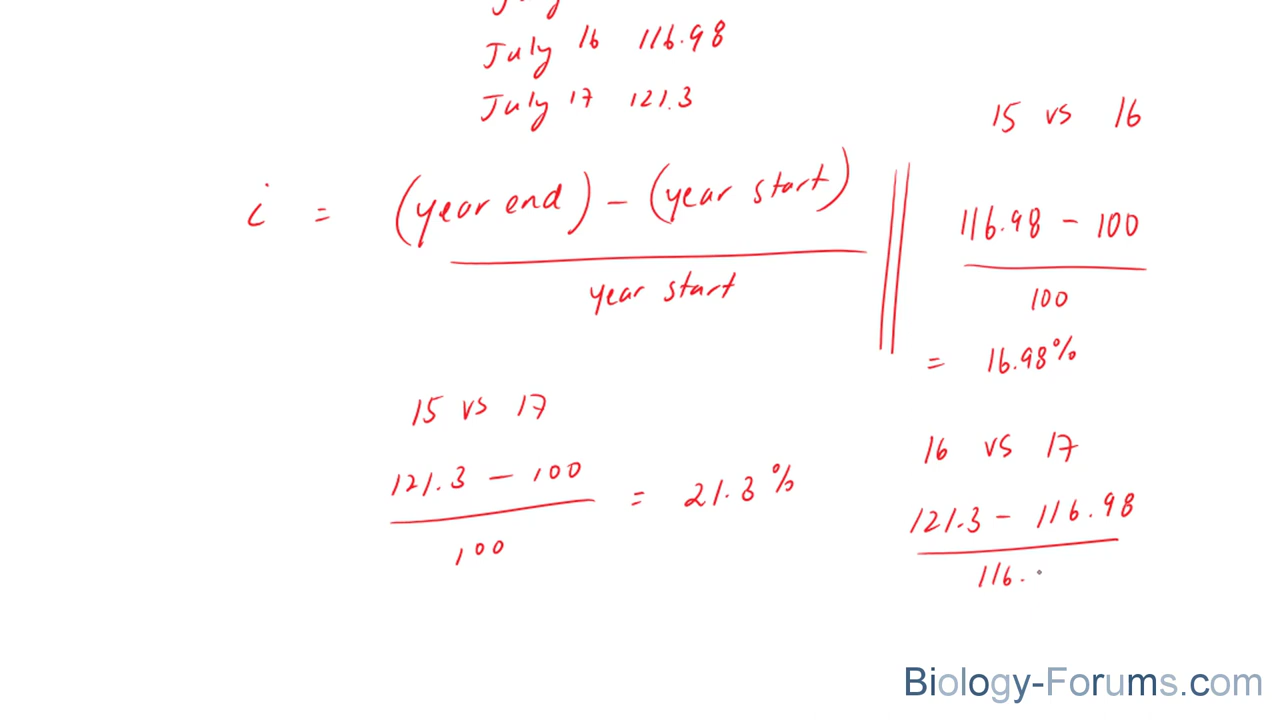 July
July 16 116.98
July 17 121.3
i = (year end) - (year start)
year start
15 vs 16
116.98 - 100
100
= 16.98%
15 vs 17
121.3 - 100
100
= 21.3%
16 vs 17
121.3 - 116.98
116.
Biology-Forums.com